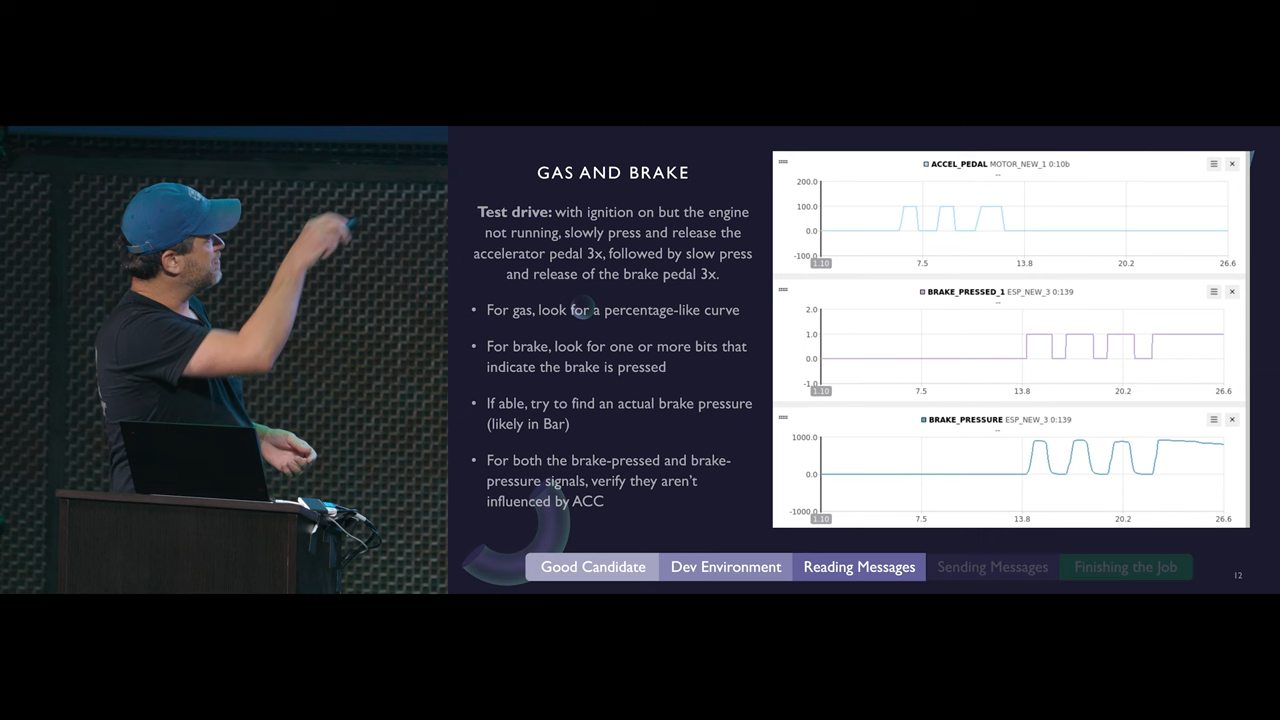 GAS AND BRAKE
Test drive: with ignition on but the engine
not running, slowly press and release the
accelerator pedal 3x, followed by slow press
and release of the brake pedal 3x.
• For gas, look for a percentage-like curve
• For brake, look for one or more bits that
indicate the brake is pressed
• If able, try to find an actual brake pressure
(likely in Bar)
• For both the brake-pressed and brake-
pressure signals, verify they aren't
influenced by ACC
ACCEL_PEDAL MOTOR_NEW_1 0:10b
--
200.0
100.0
0.0
-100.0
1.10 7.5 13.8 20.2 26.6
BRAKE_PRESSED_1 ESP_NEW_3 0:139
--
2.0
1.0
0.0
-1.0
1.10 7.5 13.8 20.2 26.6
BRAKE_PRESSURE ESP_NEW_3 0:139
--
1000.0
0.0
-1000.0
1.10 7.5 13.8 20.2 26.6
Good Candidate Dev Environment Reading Messages Sending Messages Finishing the Job
12